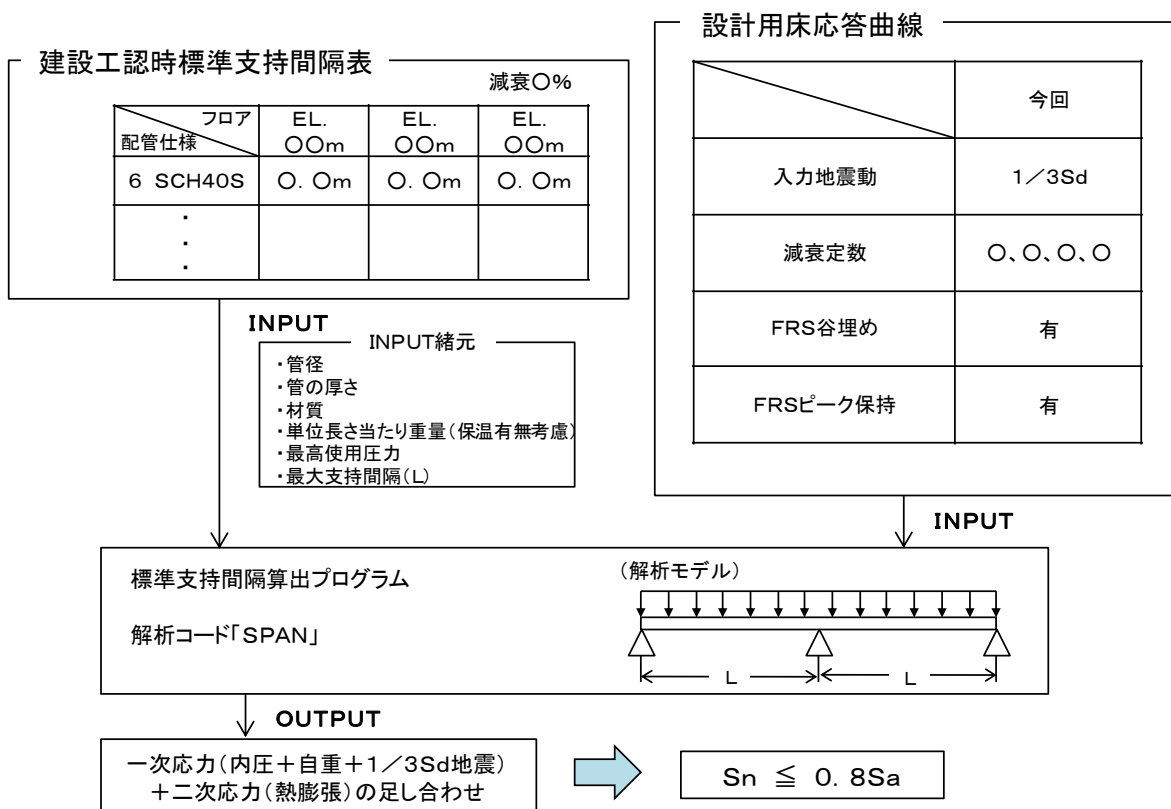 建設工認時標準支持間隔表
減衰〇%
フロア
配管仕様
EL.
〇〇m
EL.
〇〇m
EL.
〇〇m
6 SCH40S
〇.〇m
〇.〇m
〇.〇m
・
・
・
設計用床応答曲線
今回
入力地震動
1/3Sd
減衰定数
〇、〇、〇、〇
FRS谷埋め
有
FRSピーク保持
有
INPUT
INPUT緒元
・管径
・管の厚さ
・材質
・単位長さ当たり重量(保温有無考慮)
・最高使用圧力
・最大支持間隔(L)
INPUT
標準支持間隔算出プログラム
解析コード「SPAN」
(解析モデル)
L
L
OUTPUT
一次応力(内圧+自重+1/3Sd地震)
+二次応力(熱膨張)の足し合わせ
Sn ≦ 0.8Sa